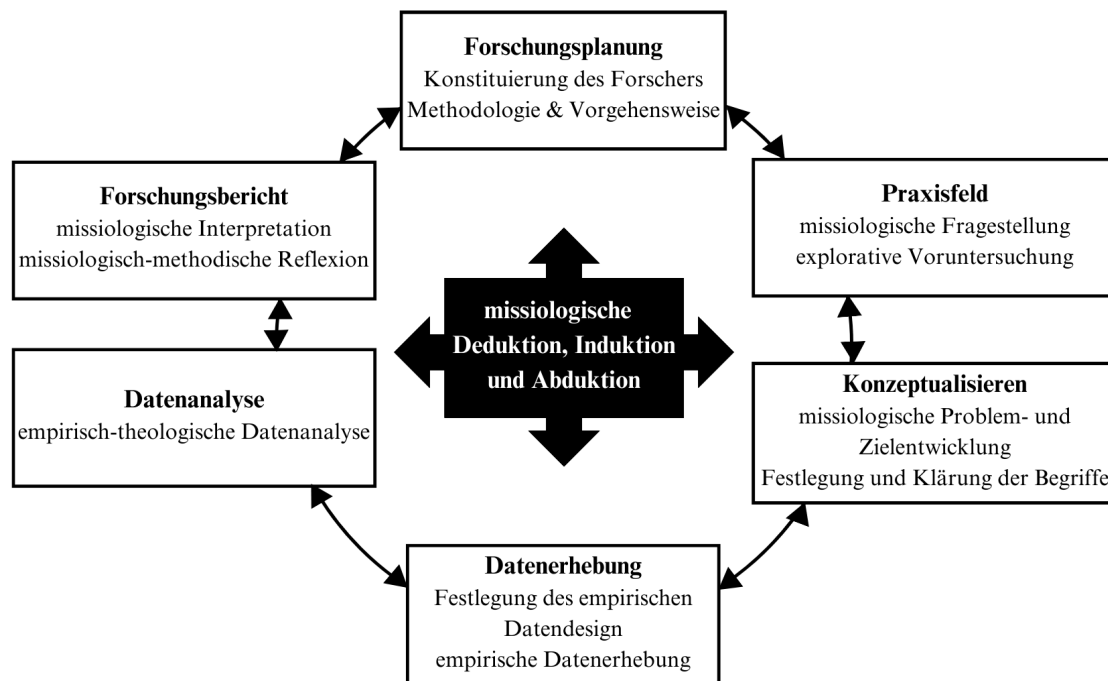 Forschungsplanung
Konstituierung des Forschers
Methodologie & Vorgehensweise
Praxisfeld
missiologische Fragestellung
explorative Voruntersuchung
Konzeptualisieren
missiologische Problem- und
Zielentwicklung
Festlegung und Klärung der Begriffe
Datenerhebung
Festlegung des empirischen
Datendesign
empirische Datenerhebung
Datenanalyse
empirisch-theologische Datenanalyse
Forschungsbericht
missiologische Interpretation
missiologisch-methodische Reflexion
missiologische
Deduktion, Induktion
und Abduktion